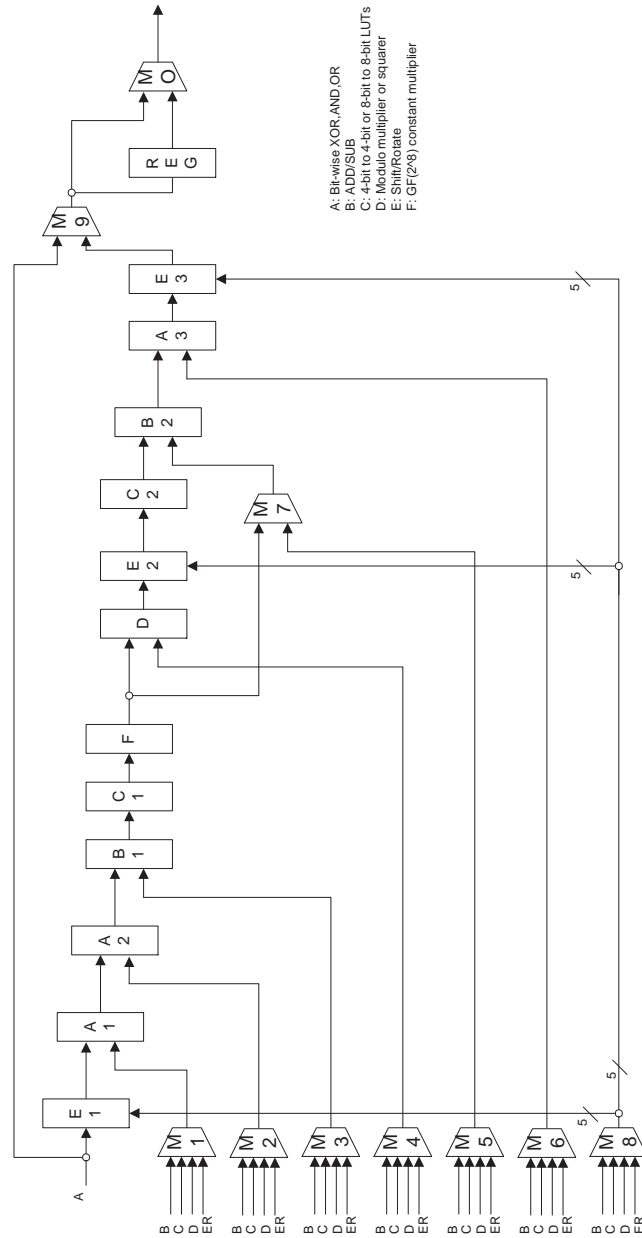 A
E 1
A 1
A 2
B 1
C 1
F
D
E 2
C 2
B 2
A 3
E 3
M 9
R E G
M O
M 7
M 1
M 2
M 3
M 4
M 5
M 6
M 8
B
C
D
ER
B
C
D
ER
B
C
D
ER
B
C
D
ER
B
C
D
ER
B
C
D
ER
B
C
D
ER
5
5
5
5
A: Bit-wise XOR,AND,OR
B: ADD/SUB
C: 4-bit to 4-bit or 8-bit to 8-bit LUTs
D: Modulo multiplier or squarer
E: Shift/Rotate
F: GF(2^8) constant multiplier